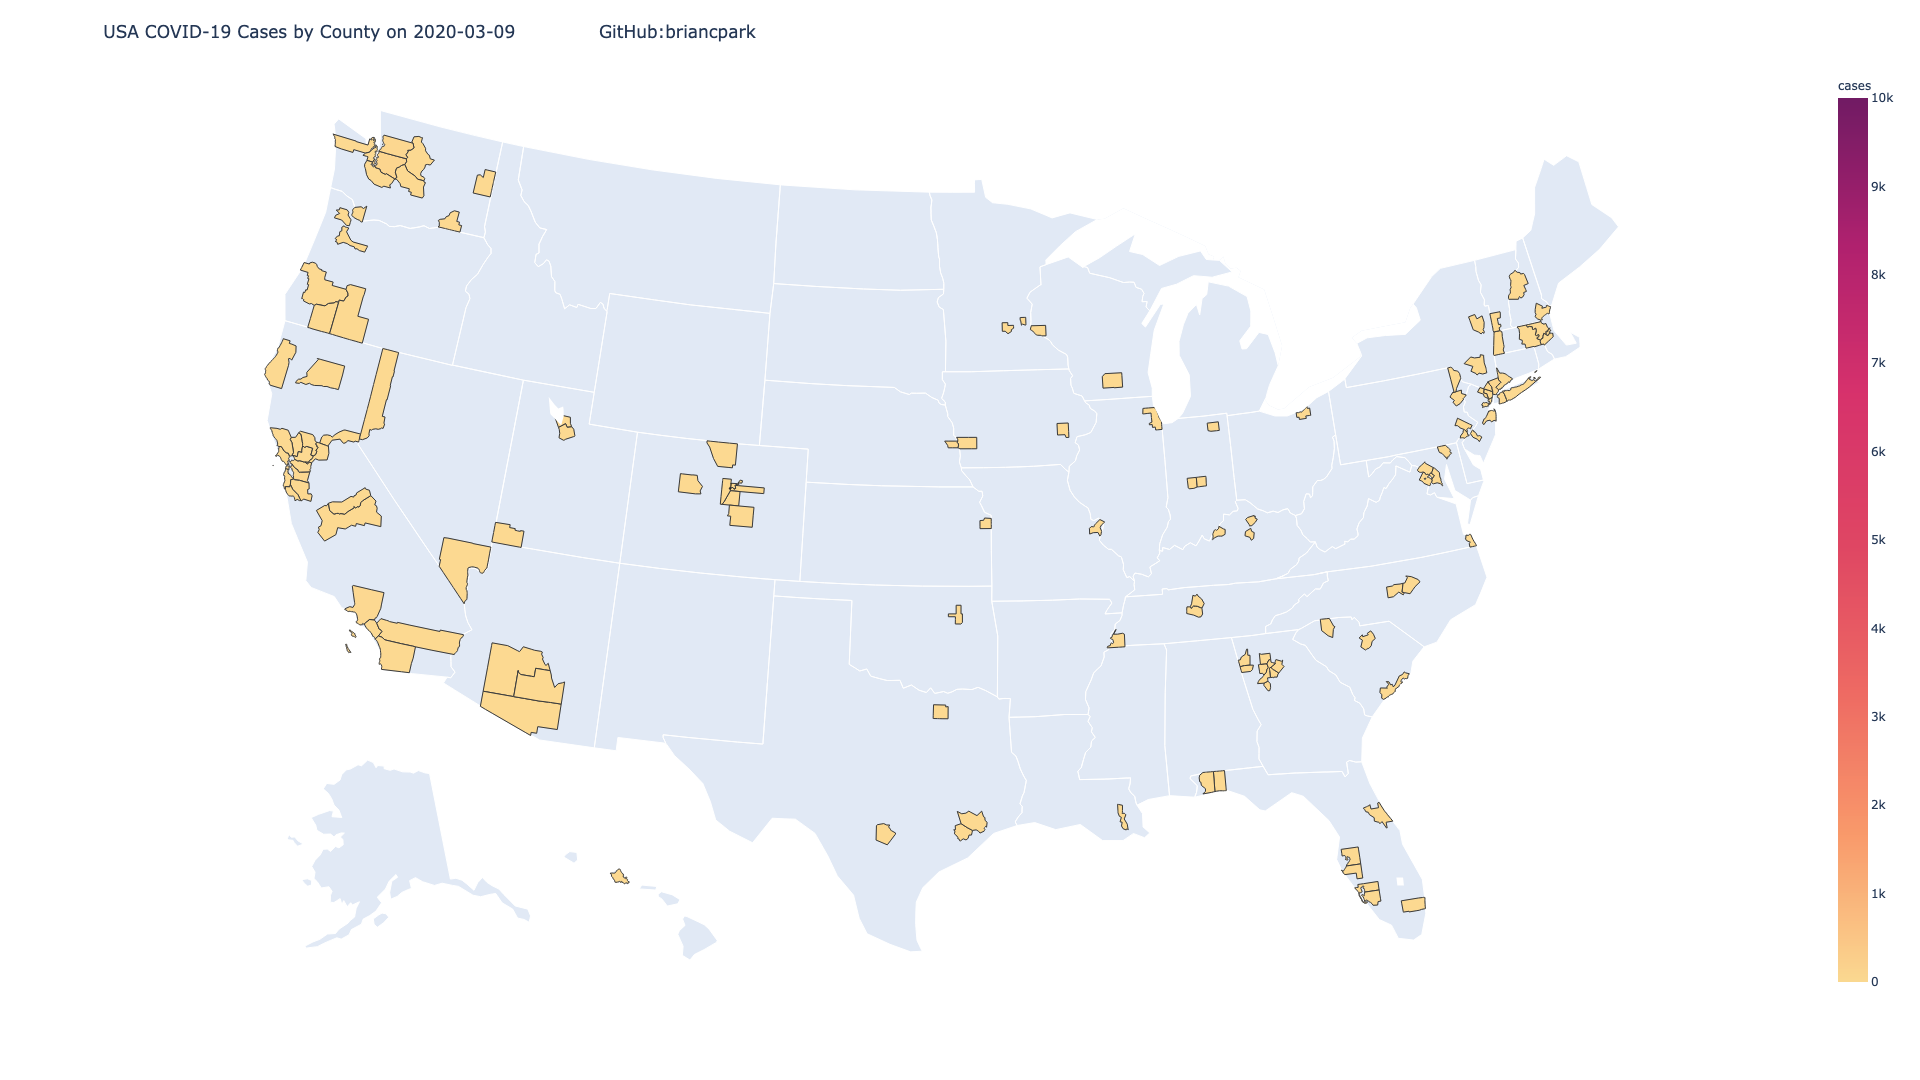 USA COVID-19 Cases by County on 2020-03-09 GitHub:briancpark
cases
10k
9k
8k
7k
6k
5k
4k
3k
2k
1k
0